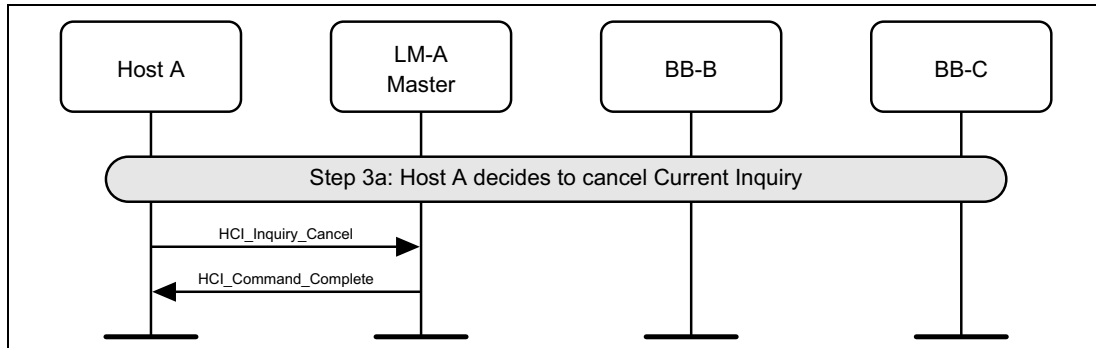 Host A
LM-A
Master
BB-B
BB-C
Step 3a: Host A decides to cancel Current Inquiry
HCI_Inquiry_Cancel
HCI_Command_Complete